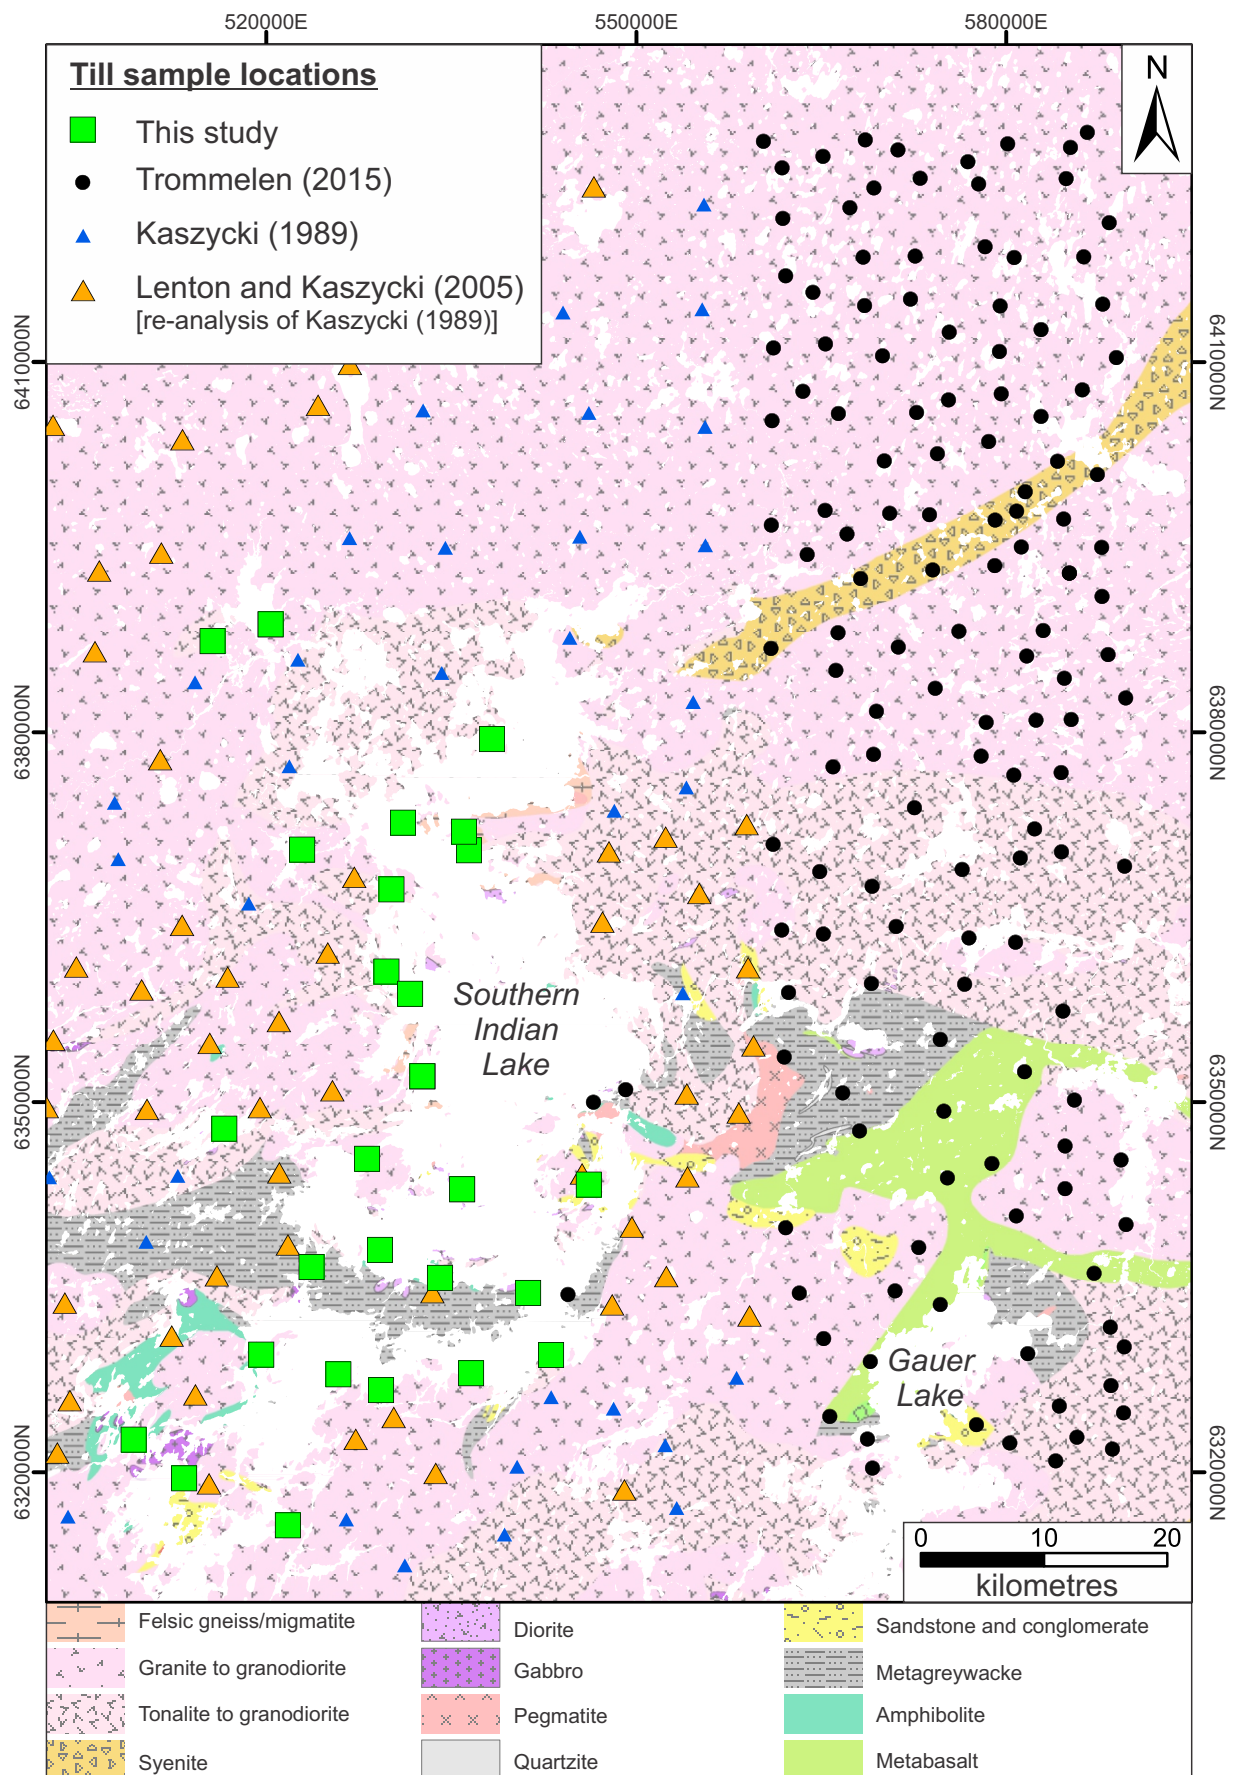 520000E
550000E
580000E
Till sample locations
This study
Trommelen (2015)
Kaszycki (1989)
Lenton and Kaszycki (2005)
[re-analysis of Kaszycki (1989)]
N
6410000N
6410000N
6380000N
6380000N
Southern
Indian
Lake
6350000N
6350000N
Gauer
Lake
6320000N
6320000N
0 10 20
kilometres
Felsic gneiss/migmatite
Granite to granodiorite
Tonalite to granodiorite
Syenite
Diorite
Gabbro
Pegmatite
Quartzite
Sandstone and conglomerate
Metagreywacke
Amphibolite
Metabasalt